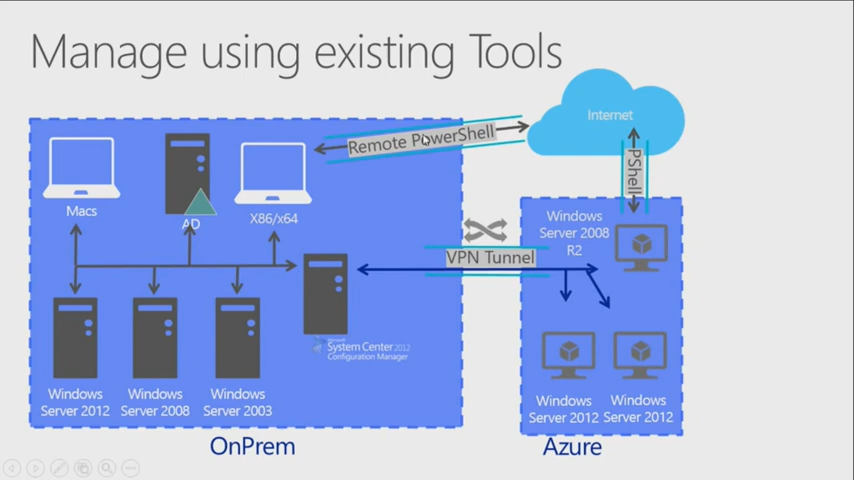 Manage using existing Tools
Internet
Remote PowerShell
PShell
Macs
AD
X86/x64
Windows
Server 2008
R2
VPN Tunnel
Microsoft
System Center 2012
Configuration Manager
Windows
Server 2012
Windows
Server 2008
Windows
Server 2003
Windows
Server 2012
Windows
Server 2012
OnPrem
Azure